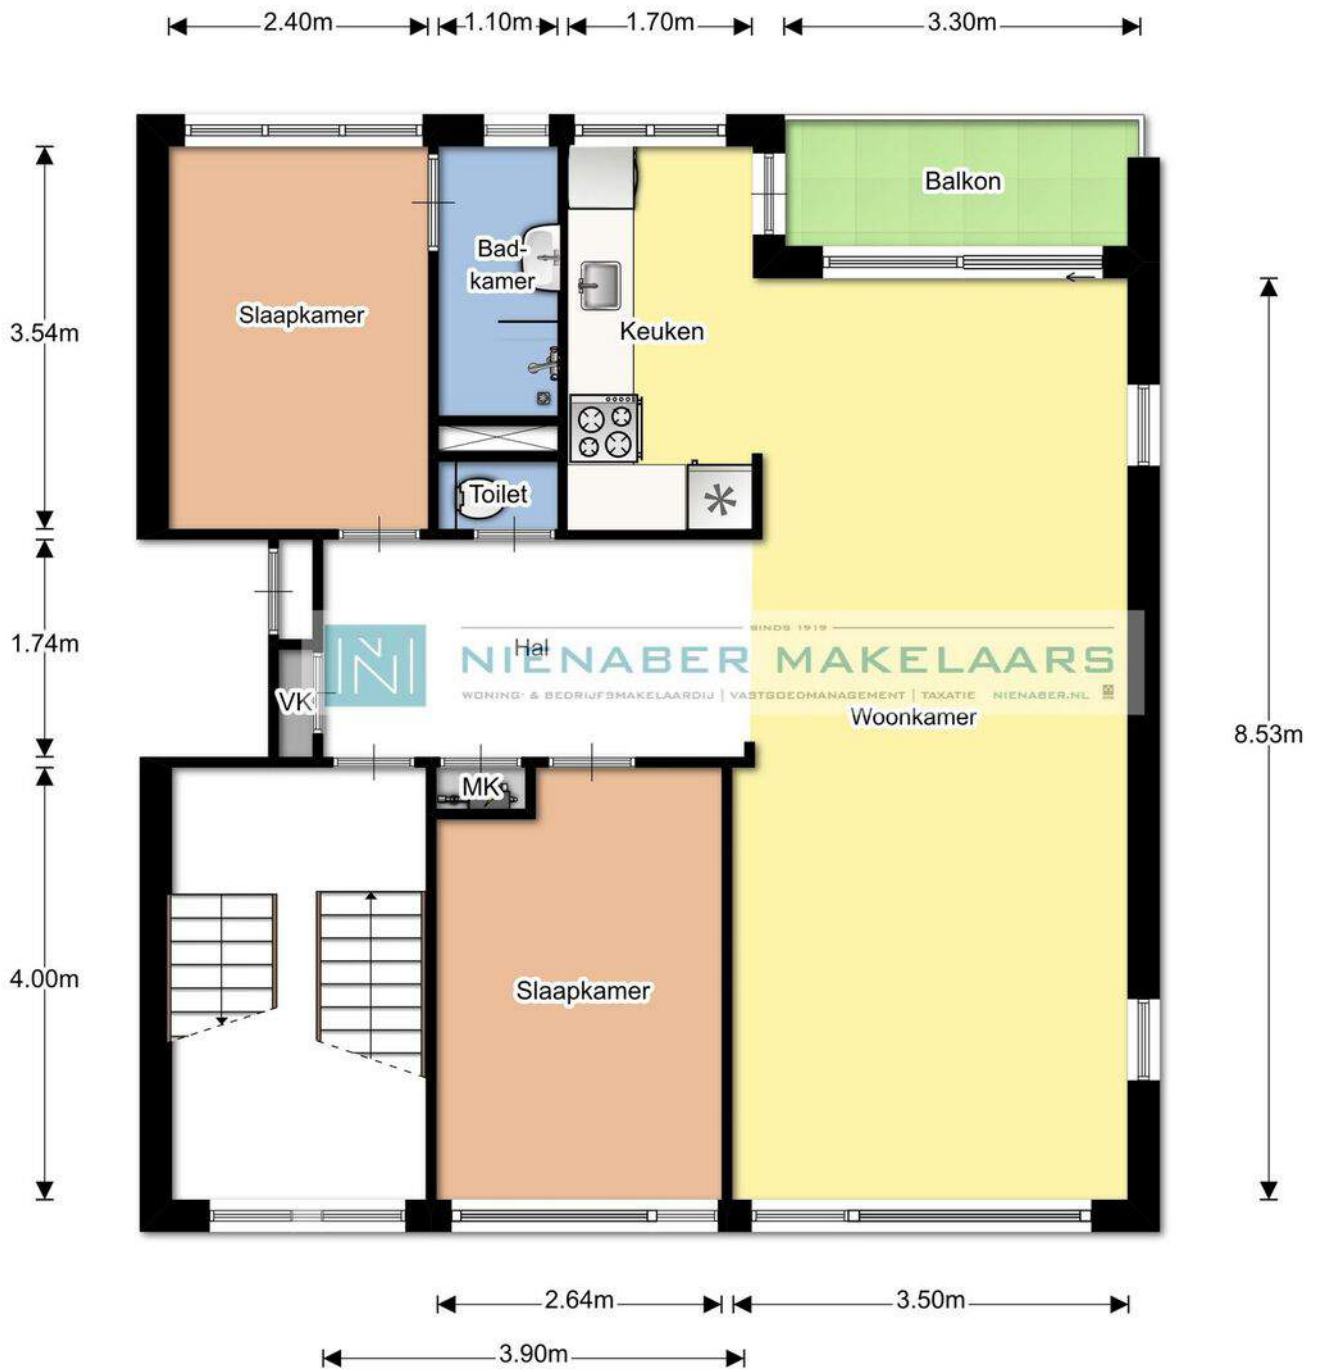 2.40m
1.10m
1.70m
3.30m
Balkon
Bad-
kamer
Slaapkamer
Keuken
3.54m
Toilet
SINDS 1919
1.74m
Hal
NIENABER MAKELAARS
WONING- & BEDRIJFSMAKELAARDIJ | VASTGOEDMANAGEMENT | TAXATIE NIENABER.NL
VK
Woonkamer
8.53m
MK
4.00m
Slaapkamer
2.64m
3.50m
3.90m